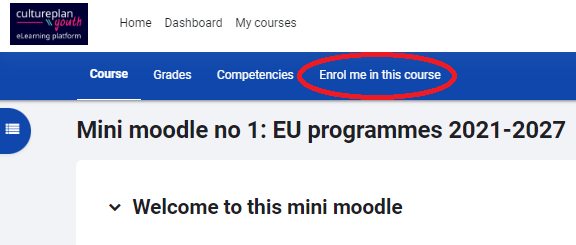 cultureplan
youth
eLearning platform
Home Dashboard My courses
Course Grades Competencies Enrol me in this course
Mini moodle no 1: EU programmes 2021-2027
Welcome to this mini moodle